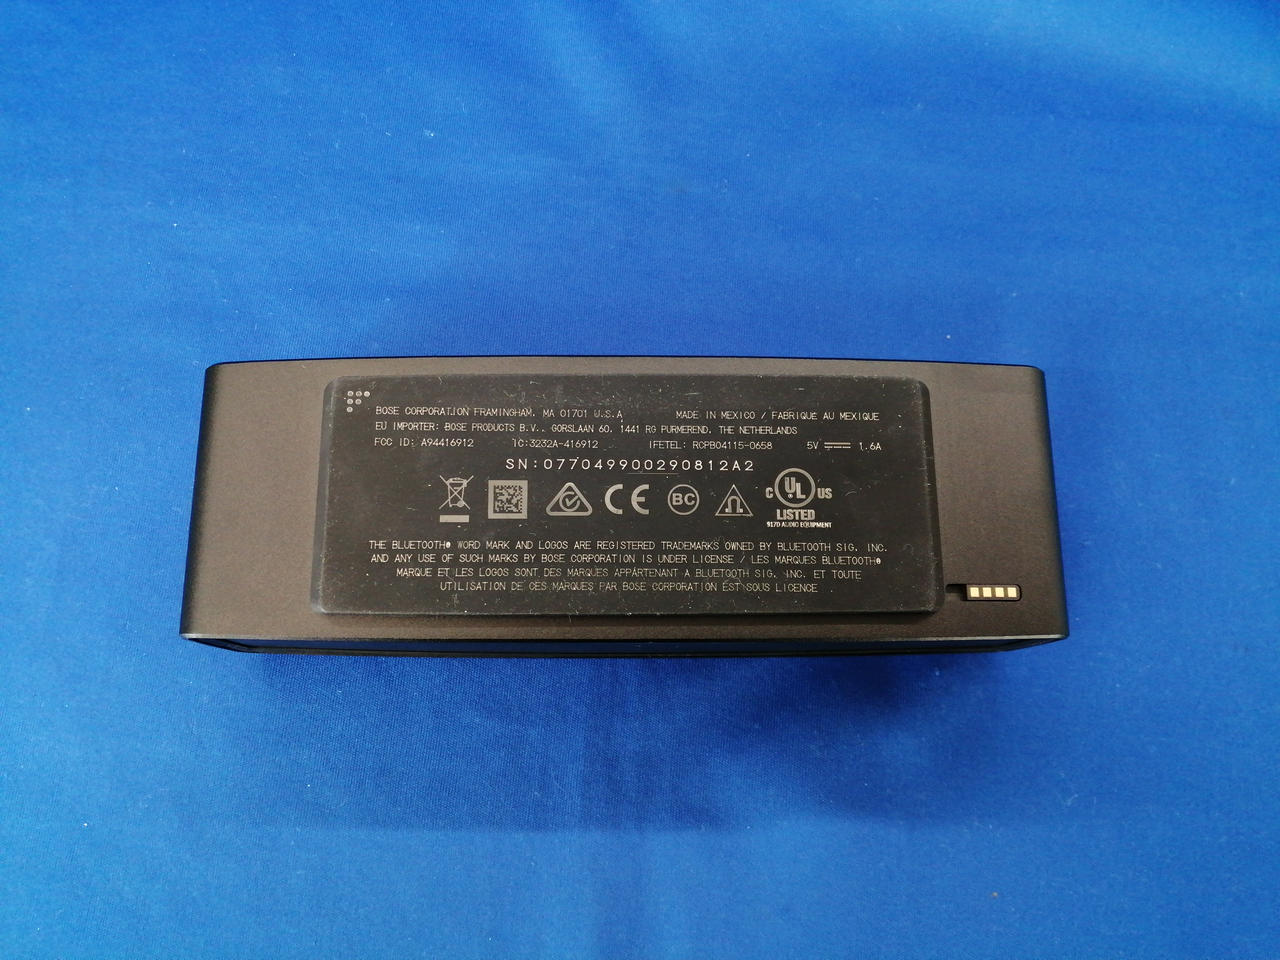 BOSE CORPORATION FRAMINGHAM, MA 01701 U.S.A MADE IN MEXICO / FABRIQUE AU MEXIQUE
EU IMPORTER: BOSE PRODUCTS B.V., GORSLAAN 60, 1441 RG PURMEREND, THE NETHERLANDS
FCC ID: A94416912 IC:3232A-416912 IFETEL: RCPBO4115-0658 5V 1.6A
SN:077049900290812A2
CE BC C UL US
LISTED
917D AUDIO EQUIPMENT
THE BLUETOOTH® WORD MARK AND LOGOS ARE REGISTERED TRADEMARKS OWNED BY BLUETOOTH SIG, INC.
AND ANY USE OF SUCH MARKS BY BOSE CORPORATION IS UNDER LICENSE / LES MARQUES BLUETOOTH®
MARQUE ET LES LOGOS SONT DES MARQUES APPARTENANT A BLUETOOTH SIG, INC. ET TOUTE
UTILISATION DE CES MARQUES PAR BOSE CORPORATION EST SOUS LICENCE